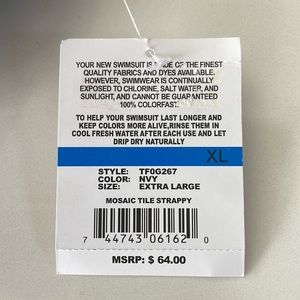 YOUR NEW SWIMSUIT IS MADE OF THE FINEST
QUALITY FABRICS AND DYES AVAILABLE.
HOWEVER, SWIMWEAR IS CONTINUALLY
EXPOSED TO CHLORINE, SALT WATER, AND
SUNLIGHT, AND CANNOT BE GUARANTEED
100% COLORFAST.
TO HELP YOUR SWIMSUIT LAST LONGER AND
KEEP COLORS MORE ALIVE,RINSE THEM IN
COOL FRESH WATER AFTER EACH USE AND LET
DRIP DRY NATURALLY
XL
STYLE: TF0G267
COLOR: NVY
SIZE: EXTRA LARGE
MOSAIC TILE STRAPPY
7 44743 06162 0
MSRP: $ 64.00